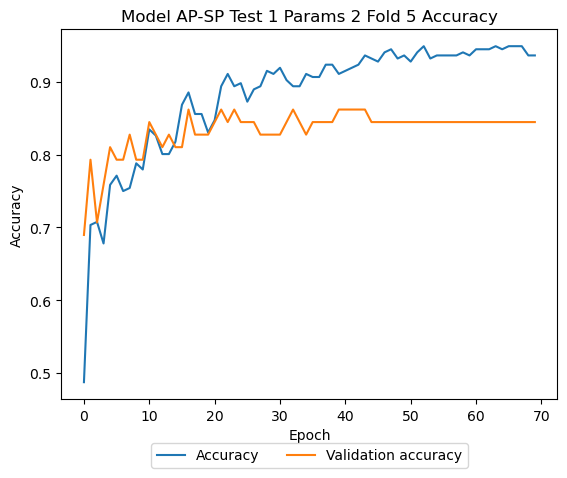 Model AP-SP Test 1 Params 2 Fold 5 Accuracy
0.9
0.8
0.7
0.6
0.5
Accuracy
0 10 20 30 40 50 60 70
Epoch
Accuracy Validation accuracy